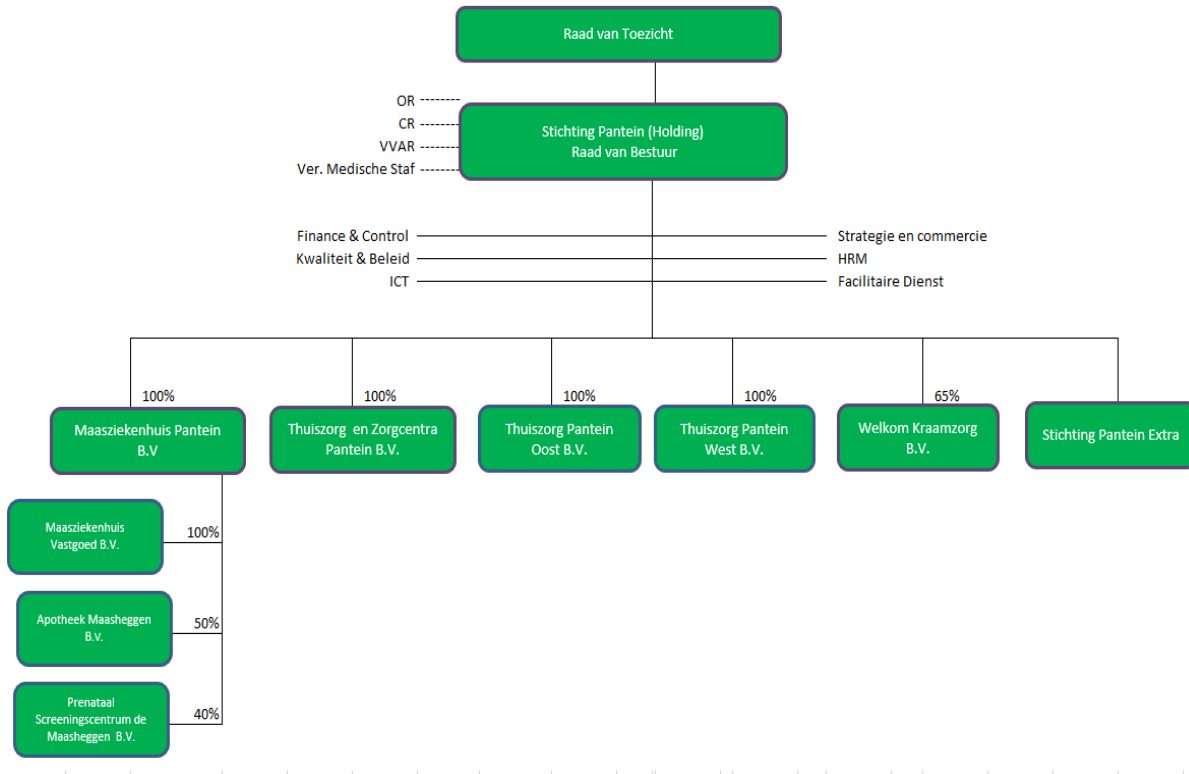 Raad van Toezicht
OR
CR
VVAR
Ver. Medische Staf
Stichting Pantein (Holding)
Raad van Bestuur
Finance & Control
Strategie en commercie
Kwaliteit & Beleid
HRM
ICT
Facilitaire Dienst
100%
100%
100%
100%
65%
Maasziekenhuis Pantein
B.V
Thuiszorg en Zorgcentra
Pantein B.V.
Thuiszorg Pantein
Oost B.V.
Thuiszorg Pantein
West B.V.
Welkom Kraamzorg
B.V.
Stichting Pantein Extra
Maasziekenhuis
Vastgoed B.V.
100%
Apotheek Maasheggen
B.v.
50%
Prenataal
Screeningscentrum de
Maasheggen B.V.
40%